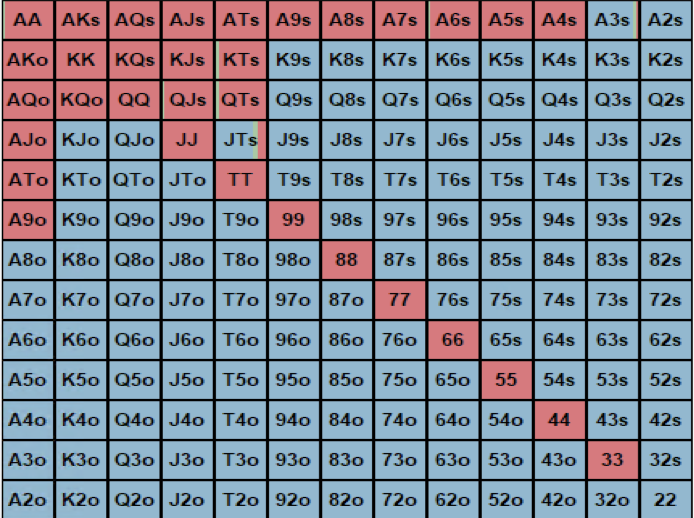 AA AKs AQs AJs ATs A9s A8s A7s A6s A5s A4s A3s A2s
AKo KK KQs KJs KTs K9s K8s K7s K6s K5s K4s K3s K2s
AQo KQo QQ QJs QTs Q9s Q8s Q7s Q6s Q5s Q4s Q3s Q2s
AJo KJo QJo JJ JTs J9s J8s J7s J6s J5s J4s J3s J2s
ATo KTo QTo JTo TT T9s T8s T7s T6s T5s T4s T3s T2s
A9o K9o Q9o J9o T9o 99 98s 97s 96s 95s 94s 93s 92s
A8o K8o Q8o J8o T8o 98o 88 87s 86s 85s 84s 83s 82s
A7o K7o Q7o J7o T7o 97o 87o 77 76s 75s 74s 73s 72s
A6o K6o Q6o J6o T6o 96o 86o 76o 66 65s 64s 63s 62s
A5o K5o Q5o J5o T5o 95o 85o 75o 65o 55 54s 53s 52s
A4o K4o Q4o J4o T4o 94o 84o 74o 64o 54o 44 43s 42s
A3o K3o Q3o J3o T3o 93o 83o 73o 63o 53o 43o 33 32s
A2o K2o Q2o J2o T2o 92o 82o 72o 62o 52o 42o 32o 22